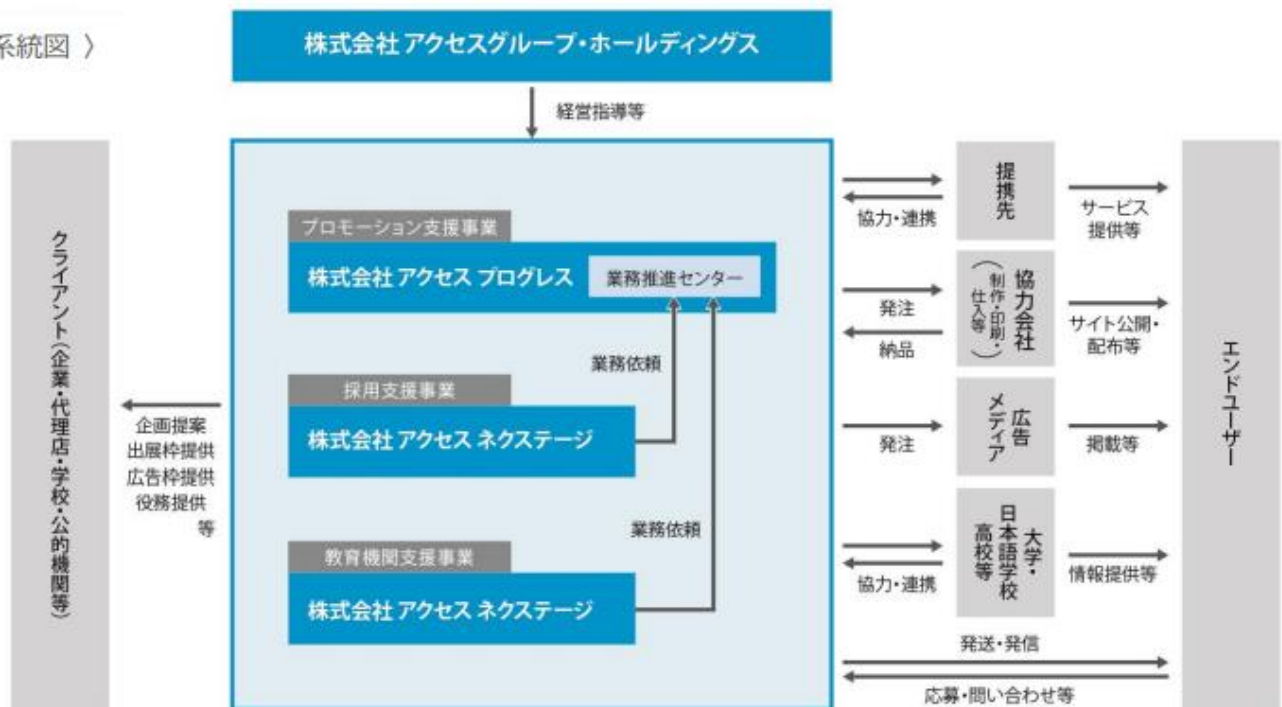 系統図 〉
株式会社 アクセスグループ・ホールディングス
経営指導等
クライアント（企業・代理店・学校・公的機関等）
企画提案
出展枠提供
広告枠提供
役務提供
等
プロモーション支援事業
株式会社 アクセス プログレス
業務推進センター
業務依頼
採用支援事業
株式会社 アクセス ネクステージ
業務依頼
教育機関支援事業
株式会社 アクセス ネクステージ
協力・連携
提携先
サービス
提供等
発注
納品
協力会社
（制作・印刷・
仕入等）
サイト公開・
配布等
発注
広告
メディア
掲載等
協力・連携
大学・
日本語学校
高校等
情報提供等
発送・発信
応募・問い合わせ等
エンドユーザー